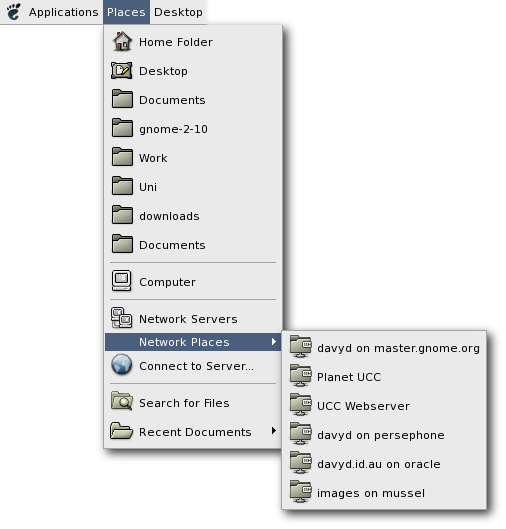 Applications Places Desktop
Home Folder
Desktop
Documents
gnome-2-10
Work
Uni
downloads
Documents
Computer
Network Servers
Network Places
Connect to Server...
Search for Files
Recent Documents
davyd on master.gnome.org
Planet UCC
UCC Webserver
davyd on persephone
davyd.id.au on oracle
images on mussel